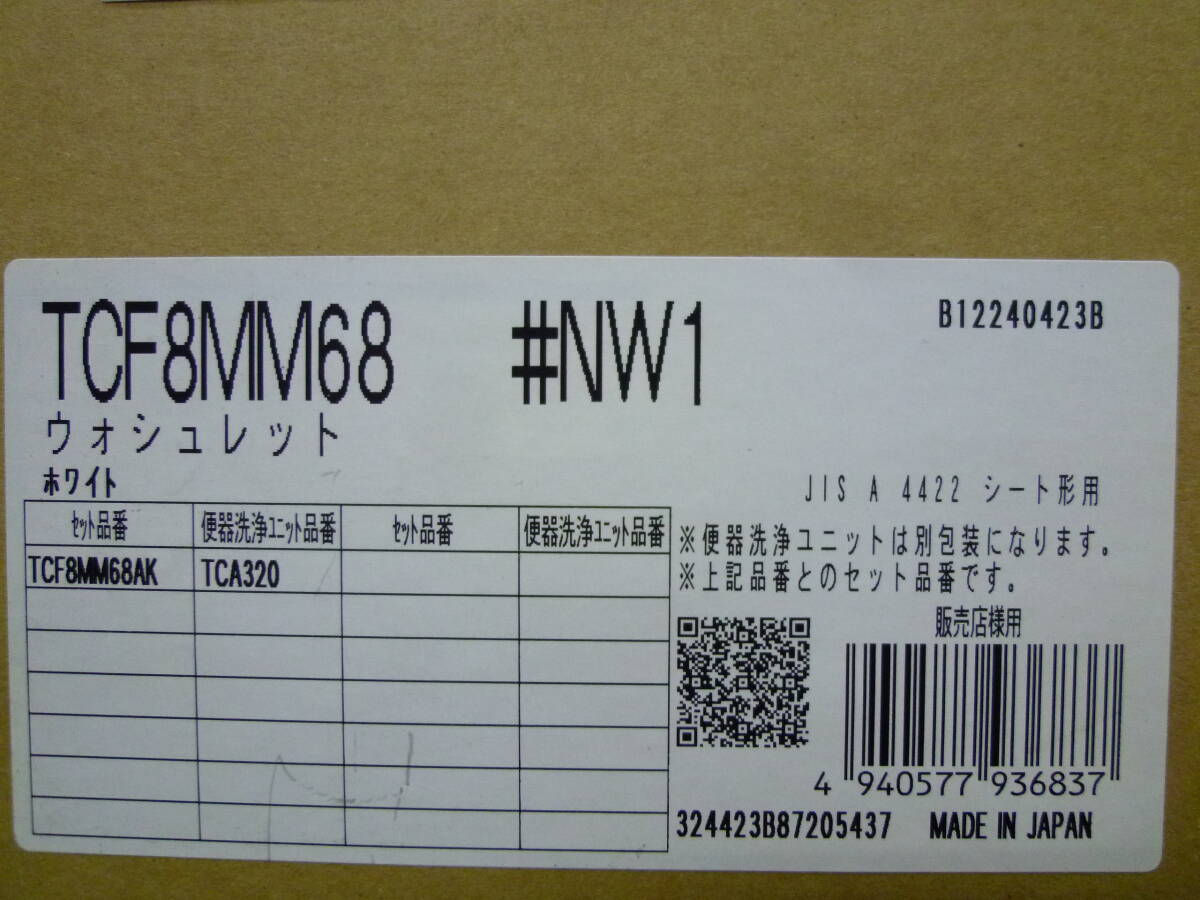 TCF8MM68 #NW1
B12240423B
ウォシュレット
ホワイト
JIS A 4422 シート形用
セット品番 便器洗浄ユニット品番 セット品番 便器洗浄ユニット品番
TCF8MM68AK TCA320
※便器洗浄ユニットは別包装になります。
※上記品番とのセット品番です。
販売店様用
4 940577 936837
324423B87205437 MADE IN JAPAN